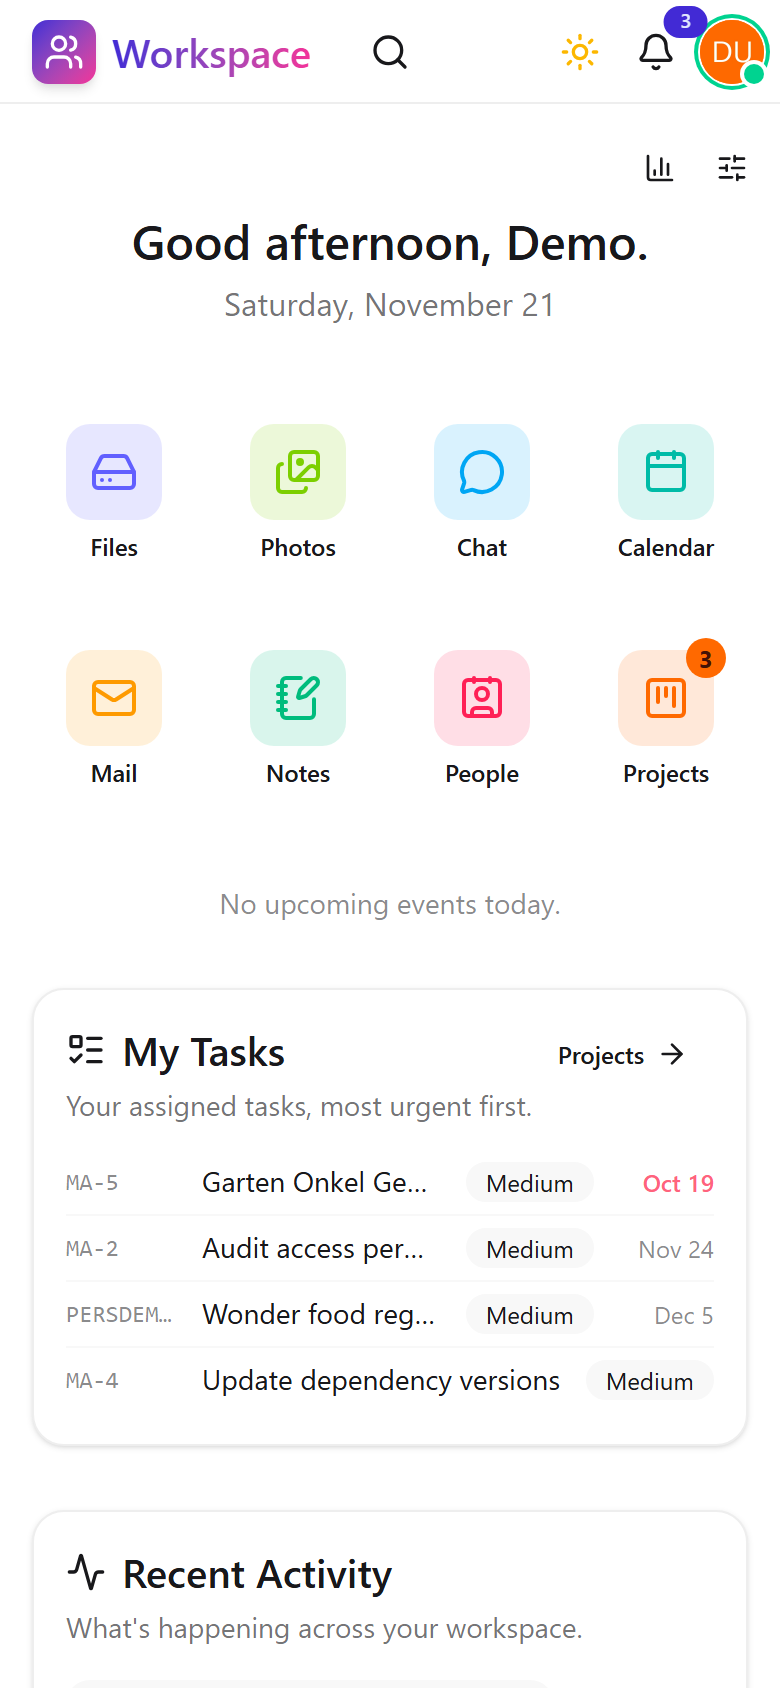 Workspace
3
DU
Good afternoon, Demo.
Saturday, November 21
Files
Photos
Chat
Calendar
3
Mail
Notes
People
Projects
No upcoming events today.
My Tasks
Projects
Your assigned tasks, most urgent first.
MA-5 Garten Onkel Ge... Medium Oct 19
MA-2 Audit access per... Medium Nov 24
PERSDEM... Wonder food reg... Medium Dec 5
MA-4 Update dependency versions Medium
Recent Activity
What's happening across your workspace.